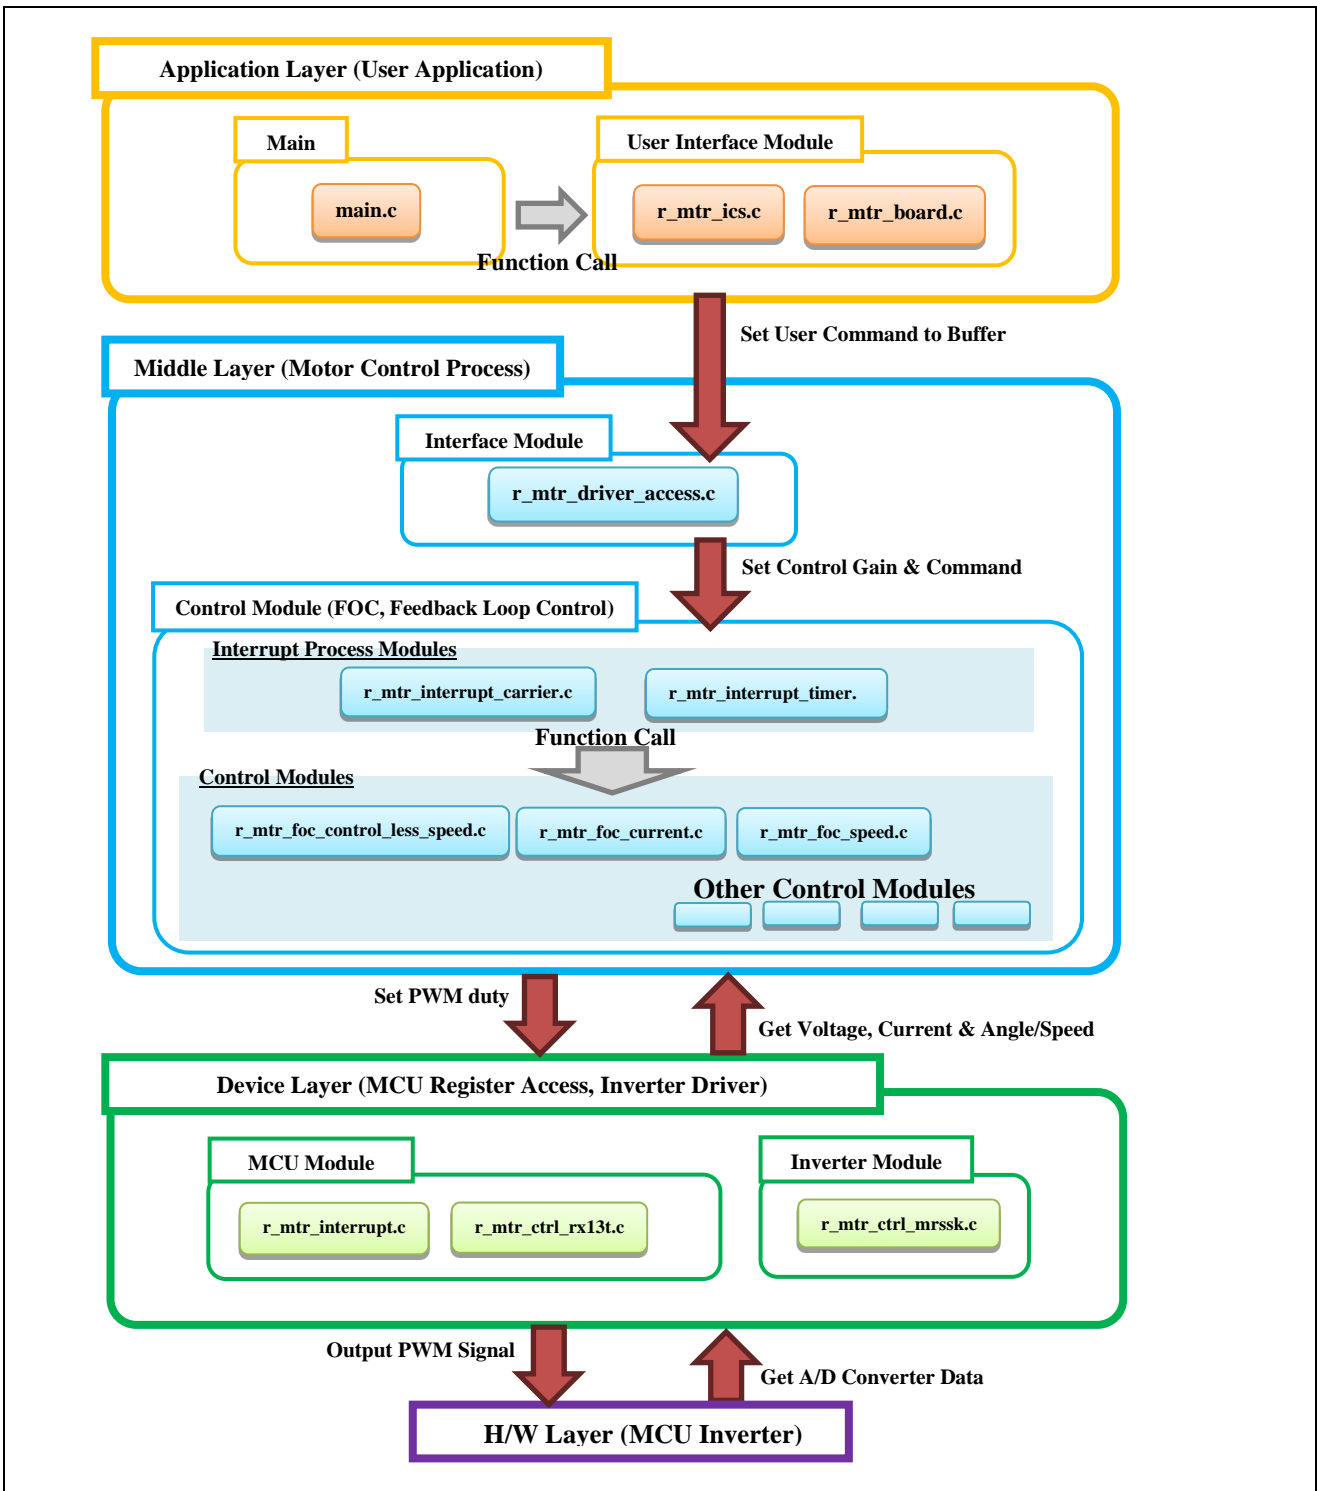 Application Layer (User Application)
Main
User Interface Module
main.c
r_mtr_ics.c
r_mtr_board.c
Function Call
Set User Command to Buffer
Middle Layer (Motor Control Process)
Interface Module
r_mtr_driver_access.c
Set Control Gain & Command
Control Module (FOC, Feedback Loop Control)
Interrupt Process Modules
r_mtr_interrupt_carrier.c
r_mtr_interrupt_timer.
Function Call
Control Modules
r_mtr_foc_control_less_speed.c
r_mtr_foc_current.c
r_mtr_foc_speed.c
Other Control Modules
Set PWM duty
Get Voltage, Current & Angle/Speed
Device Layer (MCU Register Access, Inverter Driver)
MCU Module
Inverter Module
r_mtr_interrupt.c
r_mtr_ctrl_rx13t.c
r_mtr_ctrl_mrssk.c
Output PWM Signal
Get A/D Converter Data
H/W Layer (MCU Inverter)